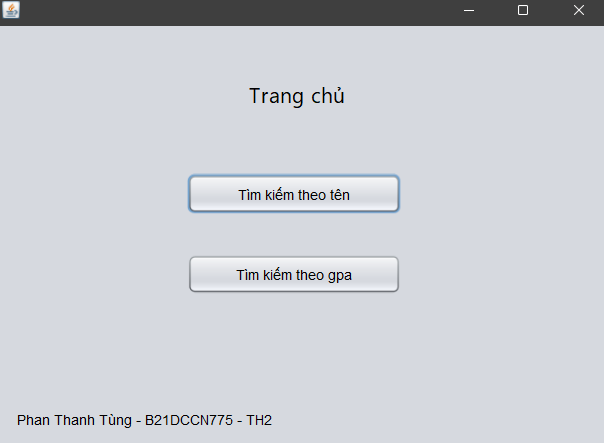 Trang chủ
Tìm kiếm theo tên
Tìm kiếm theo gpa
Phan Thanh Tùng - B21DCCN775 - TH2